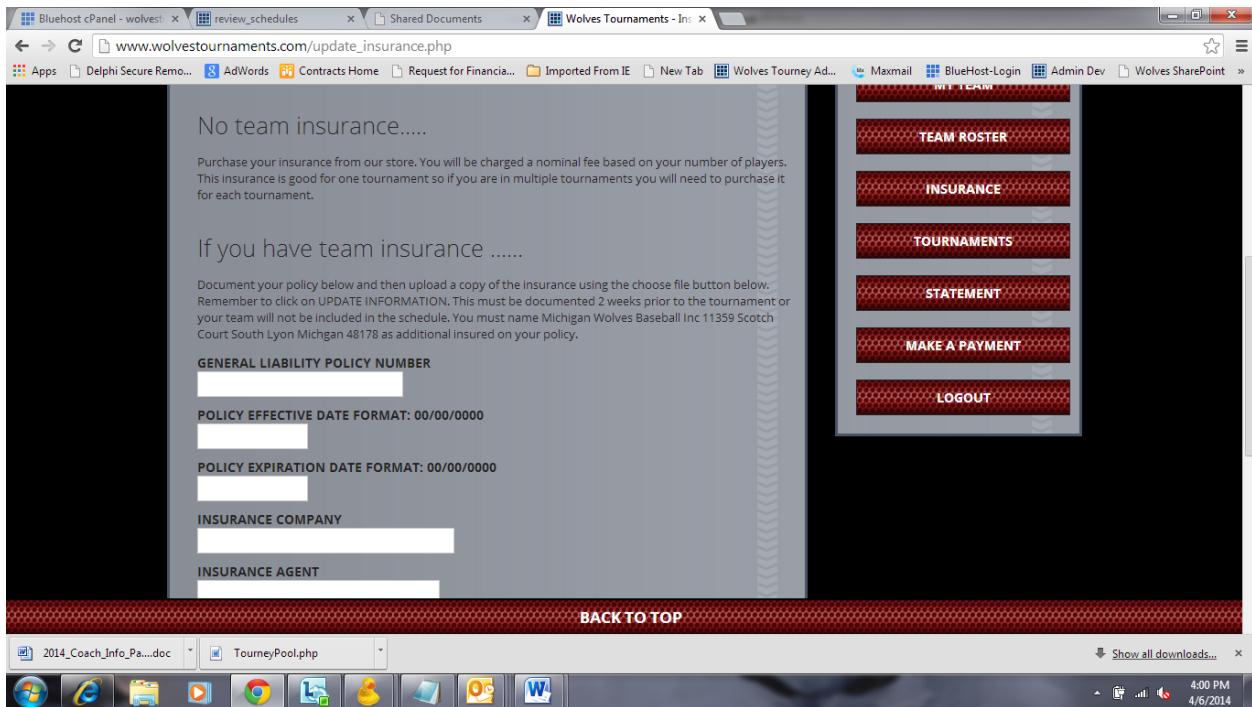 Bluehost cPanel - wolvest
review_schedules
Shared Documents
Wolves Tournaments - Ins
www.wolvestournaments.com/update_insurance.php
Apps
Delphi Secure Remo...
AdWords
Contracts Home
Request for Financia...
Imported From IE
New Tab
Wolves Tourney Ad...
Maxmail
BlueHost-Login
Admin Dev
Wolves SharePoint
»
No team insurance.....
Purchase your insurance from our store. You will be charged a nominal fee based on your number of players.
This insurance is good for one tournament so if you are in multiple tournaments you will need to purchase it
for each tournament.
If you have team insurance ......
Document your policy below and then upload a copy of the insurance using the choose file button below.
Remember to click on UPDATE INFORMATION. This must be documented 2 weeks prior to the tournament or
your team will not be included in the schedule. You must name Michigan Wolves Baseball Inc 11359 Scotch
Court South Lyon Michgan 48178 as additional insured on your policy.
GENERAL LIABILITY POLICY NUMBER
POLICY EFFECTIVE DATE FORMAT: 00/00/0000
POLICY EXPIRATION DATE FORMAT: 00/00/0000
INSURANCE COMPANY
INSURANCE AGENT
MY TEAM
TEAM ROSTER
INSURANCE
TOURNAMENTS
STATEMENT
MAKE A PAYMENT
LOGOUT
BACK TO TOP
2014_Coach_Info_Pa....doc
TourneyPool.php
Show all downloads...
4:00 PM
4/6/2014